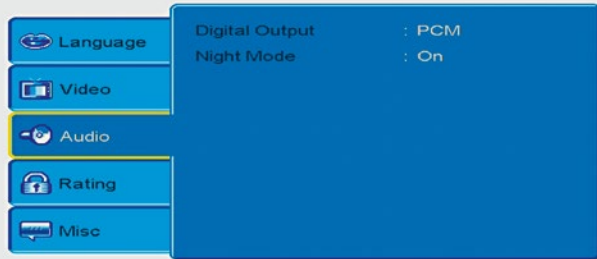 Language
Video
Audio
Rating
Misc
Digital Output : PCM
Night Mode : On